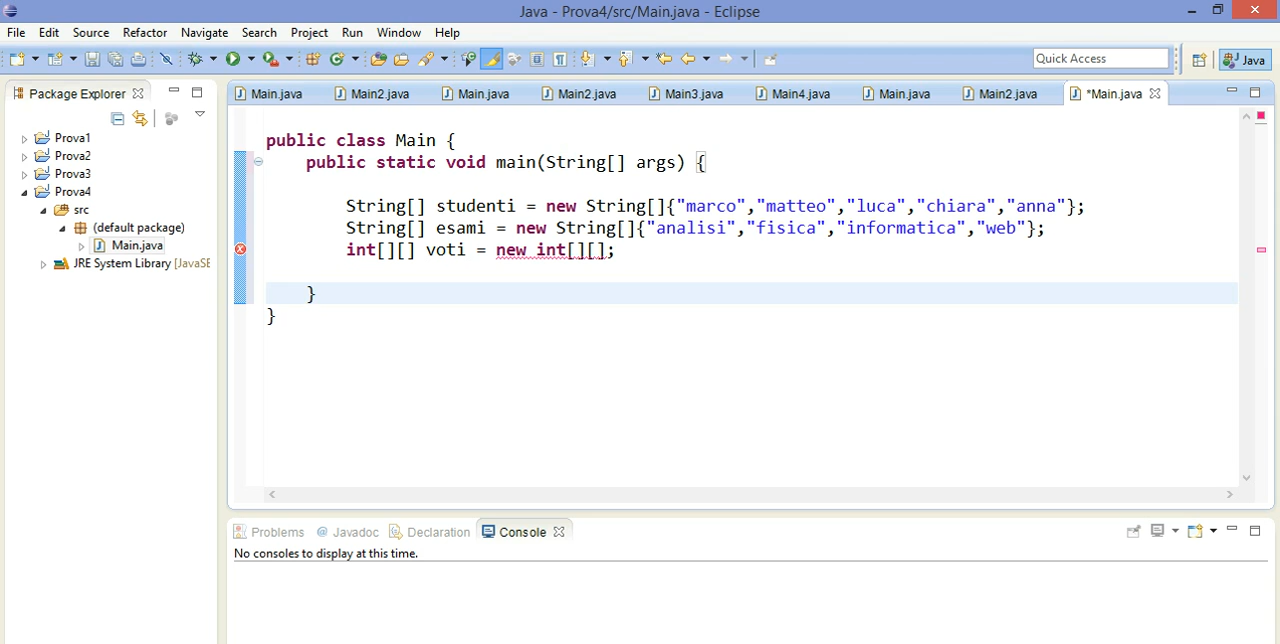 Java - Prova4/src/Main.java - Eclipse
File Edit Source Refactor Navigate Search Project Run Window Help
Quick Access
Java
Package Explorer
Main.java Main2.java Main.java Main2.java Main3.java Main4.java Main.java Main2.java *Main.java
Prova1
Prova2
Prova3
Prova4
src
(default package)
Main.java
JRE System Library [JavaSE
public class Main {
public static void main(String[] args) {
String[] studenti = new String[]{"marco","matteo","luca","chiara","anna"};
String[] esami = new String[]{"analisi","fisica","informatica","web"};
int[][] voti = new int[][];
}
}
Problems @ Javadoc Declaration Console
No consoles to display at this time.